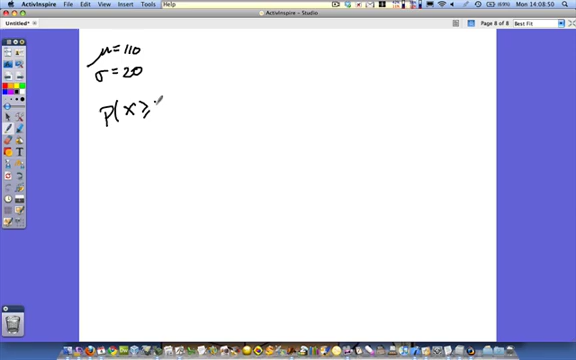 ActivInspire File Edit View Insert Tools Help
Mon 14:08:50
ActivInspire - Studio
Untitled*
Page 8 of 8
Best Fit
μ = 110
σ = 20
P(X ≥